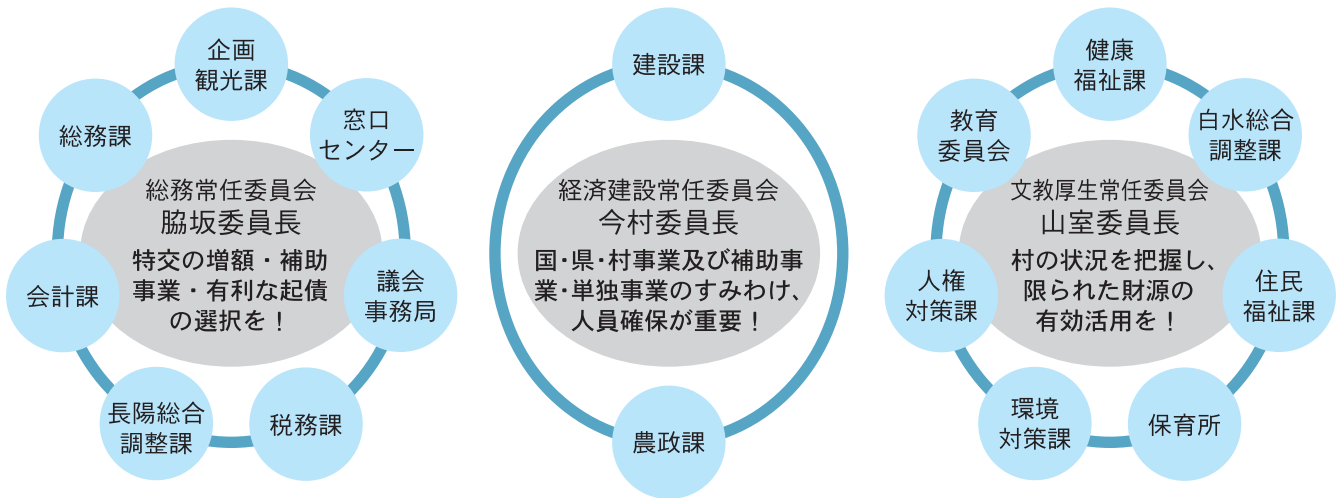 企画
観光課
窓口
センター
議会
事務局
税務課
長陽総合
調整課
会計課
総務課
総務常任委員会
脇坂委員長
特交の増額・補助
事業・有利な起債
の選択を！
建設課
経済建設常任委員会
今村委員長
国・県・村事業及び補助事
業・単独事業のすみわけ、
人員確保が重要！
農政課
健康
福祉課
白水総合
調整課
住民
福祉課
保育所
環境
対策課
人権
対策課
教育
委員会
文教厚生常任委員会
山室委員長
村の状況を把握し、
限られた財源の
有効活用を！